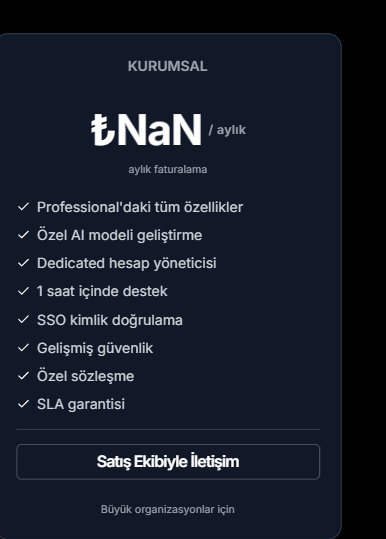 KURUMSAL
₺NaN / aylık
aylık faturalama
✓ Professional'daki tüm özellikler
✓ Özel AI modeli geliştirme
✓ Dedicated hesap yöneticisi
✓ 1 saat içinde destek
✓ SSO kimlik doğrulama
✓ Gelişmiş güvenlik
✓ Özel sözleşme
✓ SLA garantisi
Satış Ekibiyle İletişim
Büyük organizasyonlar için